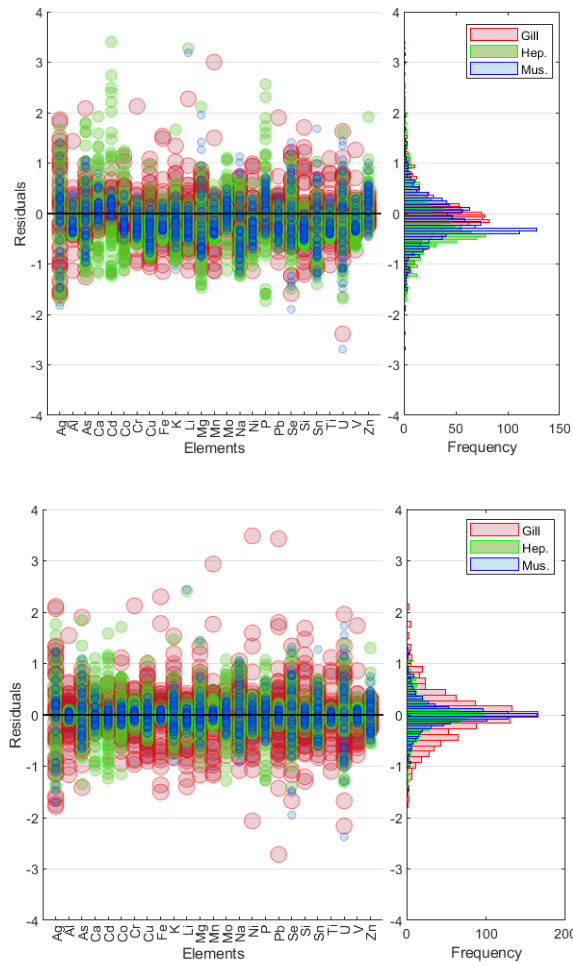 4
3
2
1
0
-1
-2
-3
-4
Residuals
Ag
Al
As
Ca
Cd
Co
Cr
Cu
Fe
K
Li
Mg
Mn
Mo
Na
Ni
P
Pb
Se
Si
Sn
Ti
U
V
Zn
Elements
4
3
2
1
0
-1
-2
-3
-4
Gill
Hep.
Mus.
0 50 100 150
Frequency
4
3
2
1
0
-1
-2
-3
-4
Residuals
Ag
Al
As
Ca
Cd
Co
Cr
Cu
Fe
K
Li
Mg
Mn
Mo
Na
Ni
P
Pb
Se
Si
Sn
Ti
U
V
Zn
Elements
4
3
2
1
0
-1
-2
-3
-4
Gill
Hep.
Mus.
0 100 200
Frequency